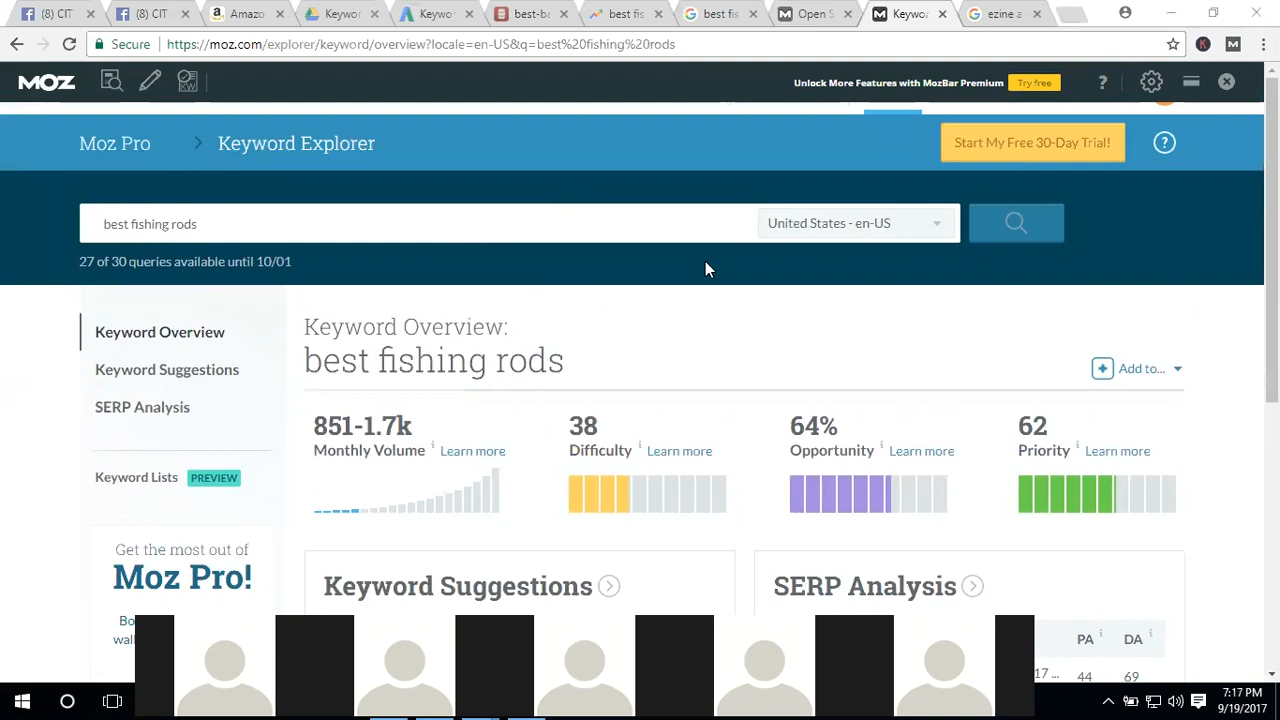 (8) CIT
(8) CIT
Amazo
Keywor
Keywo
best-ba
best fis
best fis
Open S
Keywo
ezine a
Secure
https://moz.com/explorer/keyword/overview?locale=en-US&q=best%20fishing%20rods
MOZ
KW
Unlock More Features with MozBar Premium
Try free
?
Moz Pro
Keyword Explorer
Start My Free 30-Day Trial!
?
best fishing rods
United States - en-US
27 of 30 queries available until 10/01
Keyword Overview
Keyword Suggestions
SERP Analysis
Keyword Lists
PREVIEW
Get the most out of
Moz Pro!
Bo
wall
Keyword Overview:
best fishing rods
Add to...
851-1.7k
Monthly Volume
Learn more
38
Difficulty
Learn more
64%
Opportunity
Learn more
62
Priority
Learn more
Keyword Suggestions
SERP Analysis
PA
DA
17 ...
44
69
7:17 PM
9/19/2017